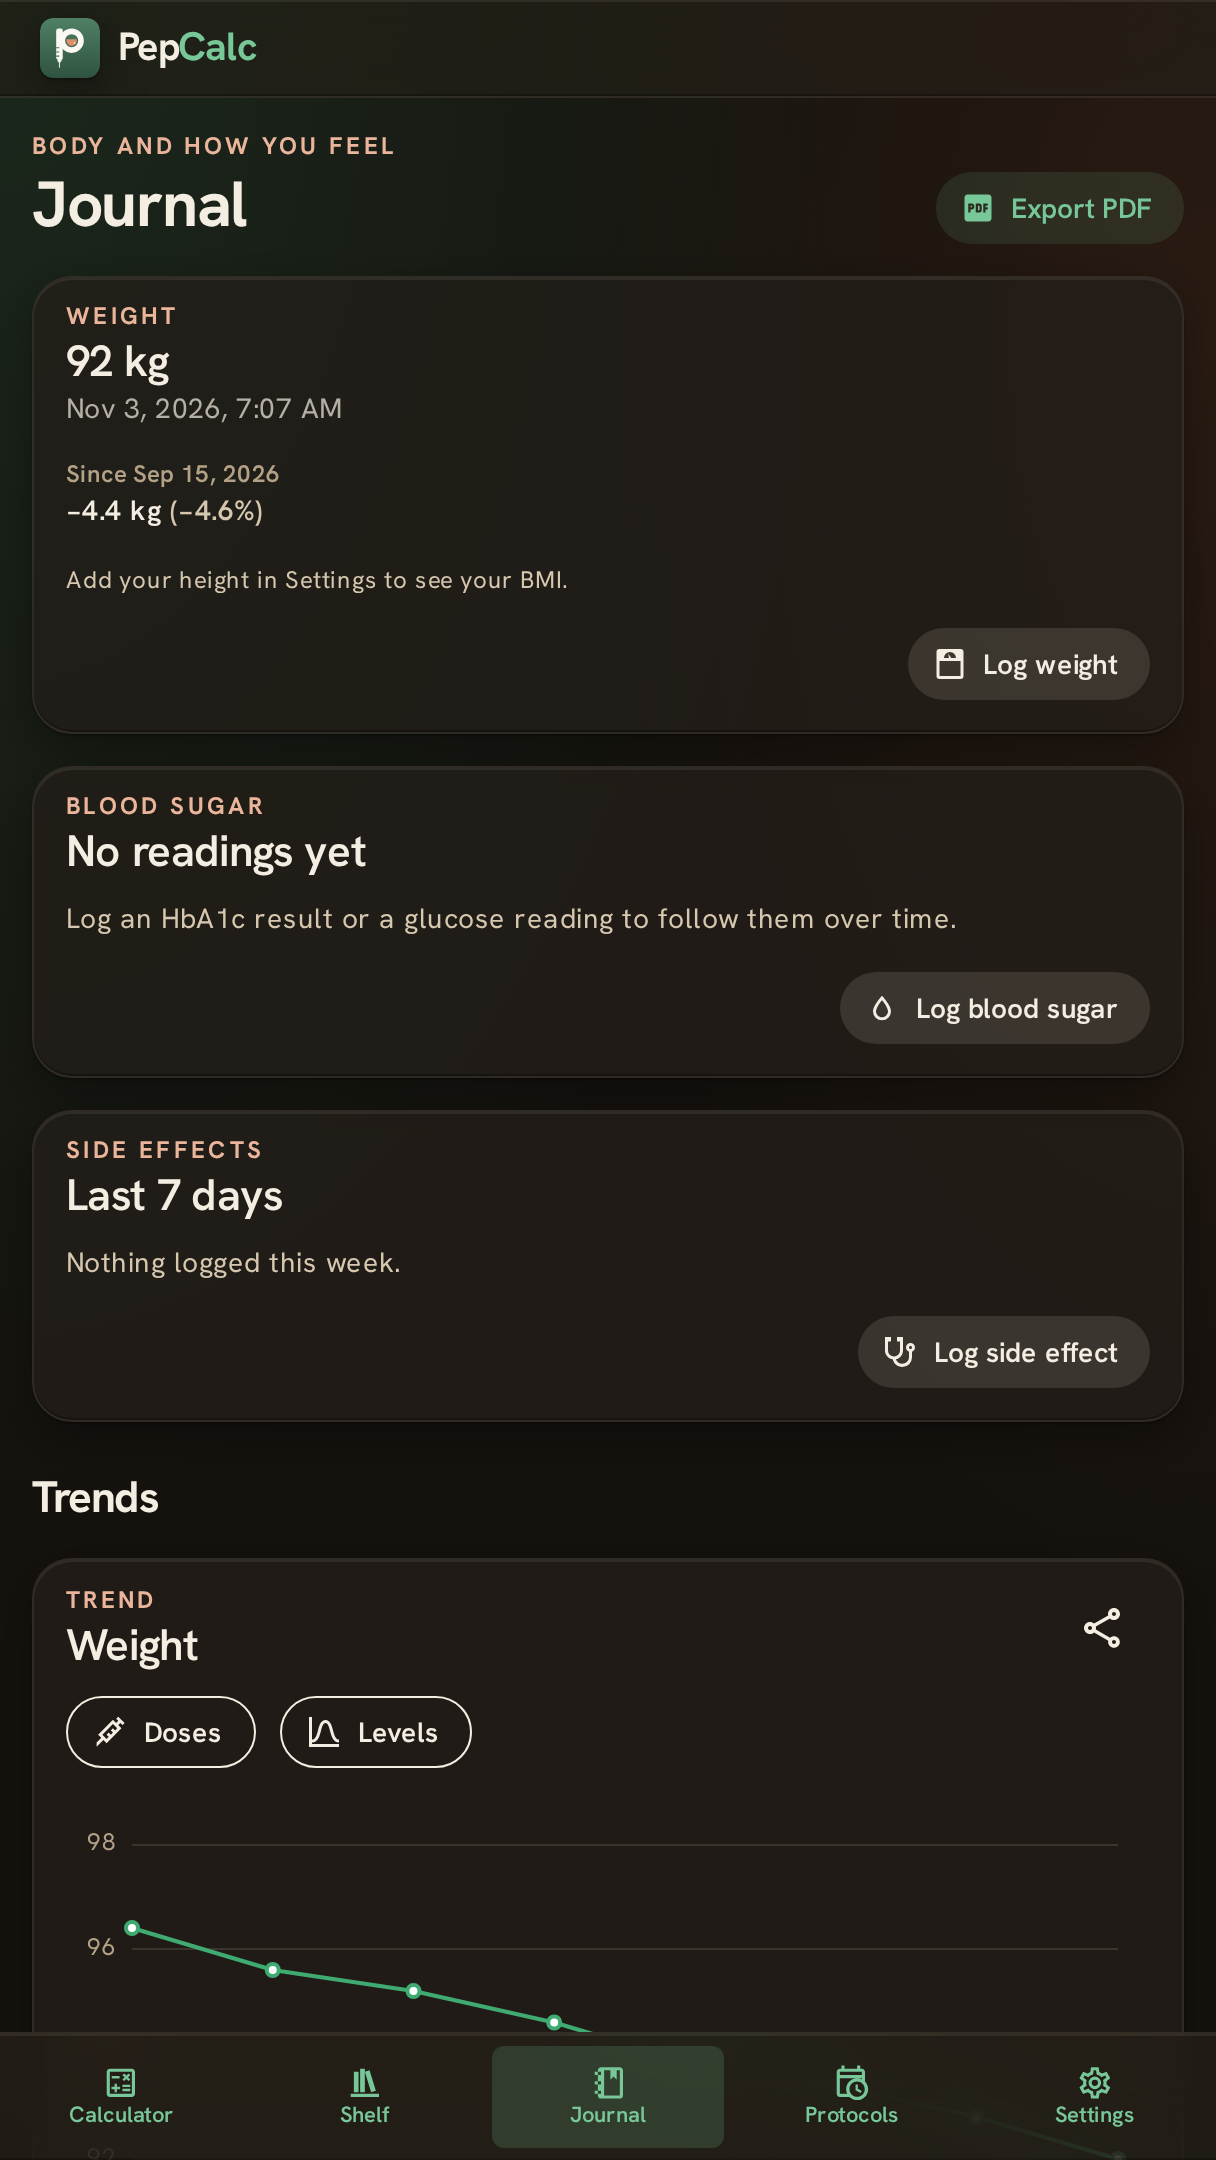 PepCalc
BODY AND HOW YOU FEEL
Journal
PDF Export PDF
WEIGHT
92 kg
Nov 3, 2026, 7:07 AM
Since Sep 15, 2026
−4.4 kg (−4.6%)
Add your height in Settings to see your BMI.
Log weight
BLOOD SUGAR
No readings yet
Log an HbA1c result or a glucose reading to follow them over time.
Log blood sugar
SIDE EFFECTS
Last 7 days
Nothing logged this week.
Log side effect
Trends
TREND
Weight
Doses Levels
98
96
Calculator Shelf Journal Protocols Settings
92